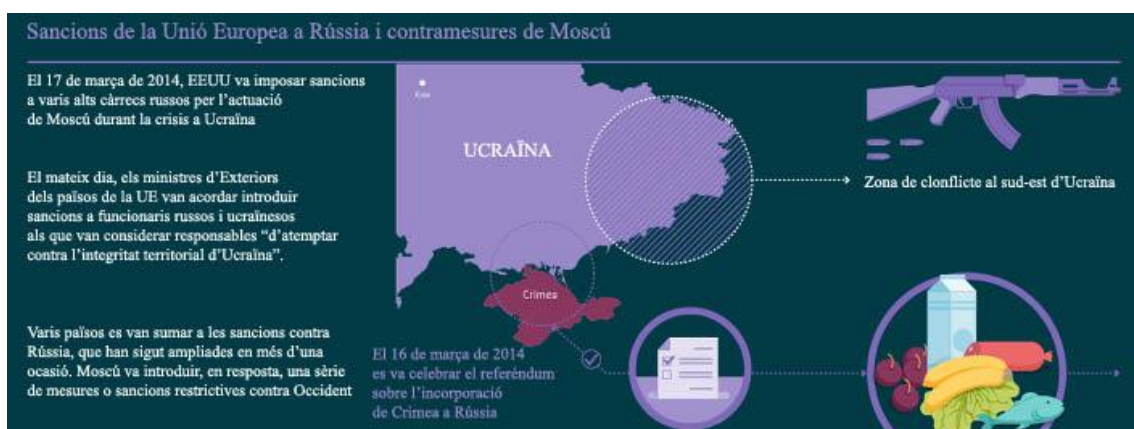 Sancions de la Unió Europea a Rússia i contramesures de Moscú
El 17 de març de 2014, EEUU va imposar sancions
a varis alts càrrecs russos per l'actuació
de Moscú durant la crisis a Ucraïna
El mateix dia, els ministres d'Exteriors
dels països de la UE van acordar introduir
sancions a funcionaris russos i ucraïnesos
als que van considerar responsables “d'atemptar
contra l'integritat territorial d'Ucraïna”.
Varis països es van sumar a les sancions contra
Rússia, que han sigut ampliades en més d'una
ocasió. Moscú va introduir, en resposta, una sèrie
de mesures o sancions restrictives contra Occident
UCRAÏNA
Zona de clonflicte al sud-est d'Ucraïna
Crimea
El 16 de març de 2014
es va celebrar el referéndum
sobre l'incorporació
de Crimea a Rússia